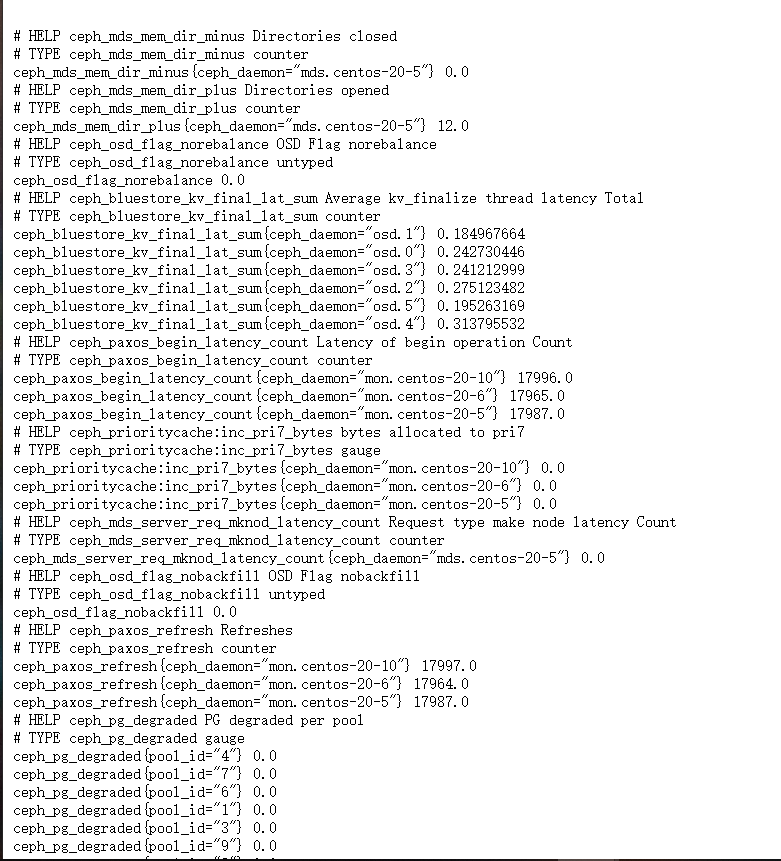 # HELP ceph_mds_mem_dir_minus Directories closed
# TYPE ceph_mds_mem_dir_minus counter
ceph_mds_mem_dir_minus{ceph_daemon="mds.centos-20-5"} 0.0
# HELP ceph_mds_mem_dir_plus Directories opened
# TYPE ceph_mds_mem_dir_plus counter
ceph_mds_mem_dir_plus{ceph_daemon="mds.centos-20-5"} 12.0
# HELP ceph_osd_flag_norebalance OSD Flag norebalance
# TYPE ceph_osd_flag_norebalance untyped
ceph_osd_flag_norebalance 0.0
# HELP ceph_bluestore_kv_final_lat_sum Average kv_finalize thread latency Total
# TYPE ceph_bluestore_kv_final_lat_sum counter
ceph_bluestore_kv_final_lat_sum{ceph_daemon="osd.1"} 0.184967664
ceph_bluestore_kv_final_lat_sum{ceph_daemon="osd.0"} 0.242730446
ceph_bluestore_kv_final_lat_sum{ceph_daemon="osd.3"} 0.241212999
ceph_bluestore_kv_final_lat_sum{ceph_daemon="osd.2"} 0.275123482
ceph_bluestore_kv_final_lat_sum{ceph_daemon="osd.5"} 0.195263169
ceph_bluestore_kv_final_lat_sum{ceph_daemon="osd.4"} 0.313795532
# HELP ceph_paxos_begin_latency_count Latency of begin operation Count
# TYPE ceph_paxos_begin_latency_count counter
ceph_paxos_begin_latency_count{ceph_daemon="mon.centos-20-10"} 17996.0
ceph_paxos_begin_latency_count{ceph_daemon="mon.centos-20-6"} 17965.0
ceph_paxos_begin_latency_count{ceph_daemon="mon.centos-20-5"} 17987.0
# HELP ceph_prioritycache:inc_pri7_bytes bytes allocated to pri7
# TYPE ceph_prioritycache:inc_pri7_bytes gauge
ceph_prioritycache:inc_pri7_bytes{ceph_daemon="mon.centos-20-10"} 0.0
ceph_prioritycache:inc_pri7_bytes{ceph_daemon="mon.centos-20-6"} 0.0
ceph_prioritycache:inc_pri7_bytes{ceph_daemon="mon.centos-20-5"} 0.0
# HELP ceph_mds_server_req_mknod_latency_count Request type make node latency Count
# TYPE ceph_mds_server_req_mknod_latency_count counter
ceph_mds_server_req_mknod_latency_count{ceph_daemon="mds.centos-20-5"} 0.0
# HELP ceph_osd_flag_nobackfill OSD Flag nobackfill
# TYPE ceph_osd_flag_nobackfill untyped
ceph_osd_flag_nobackfill 0.0
# HELP ceph_paxos_refresh Refreshes
# TYPE ceph_paxos_refresh counter
ceph_paxos_refresh{ceph_daemon="mon.centos-20-10"} 17997.0
ceph_paxos_refresh{ceph_daemon="mon.centos-20-6"} 17964.0
ceph_paxos_refresh{ceph_daemon="mon.centos-20-5"} 17987.0
# HELP ceph_pg_degraded PG degraded per pool
# TYPE ceph_pg_degraded gauge
ceph_pg_degraded{pool_id="4"} 0.0
ceph_pg_degraded{pool_id="7"} 0.0
ceph_pg_degraded{pool_id="6"} 0.0
ceph_pg_degraded{pool_id="1"} 0.0
ceph_pg_degraded{pool_id="3"} 0.0
ceph_pg_degraded{pool_id="9"} 0.0